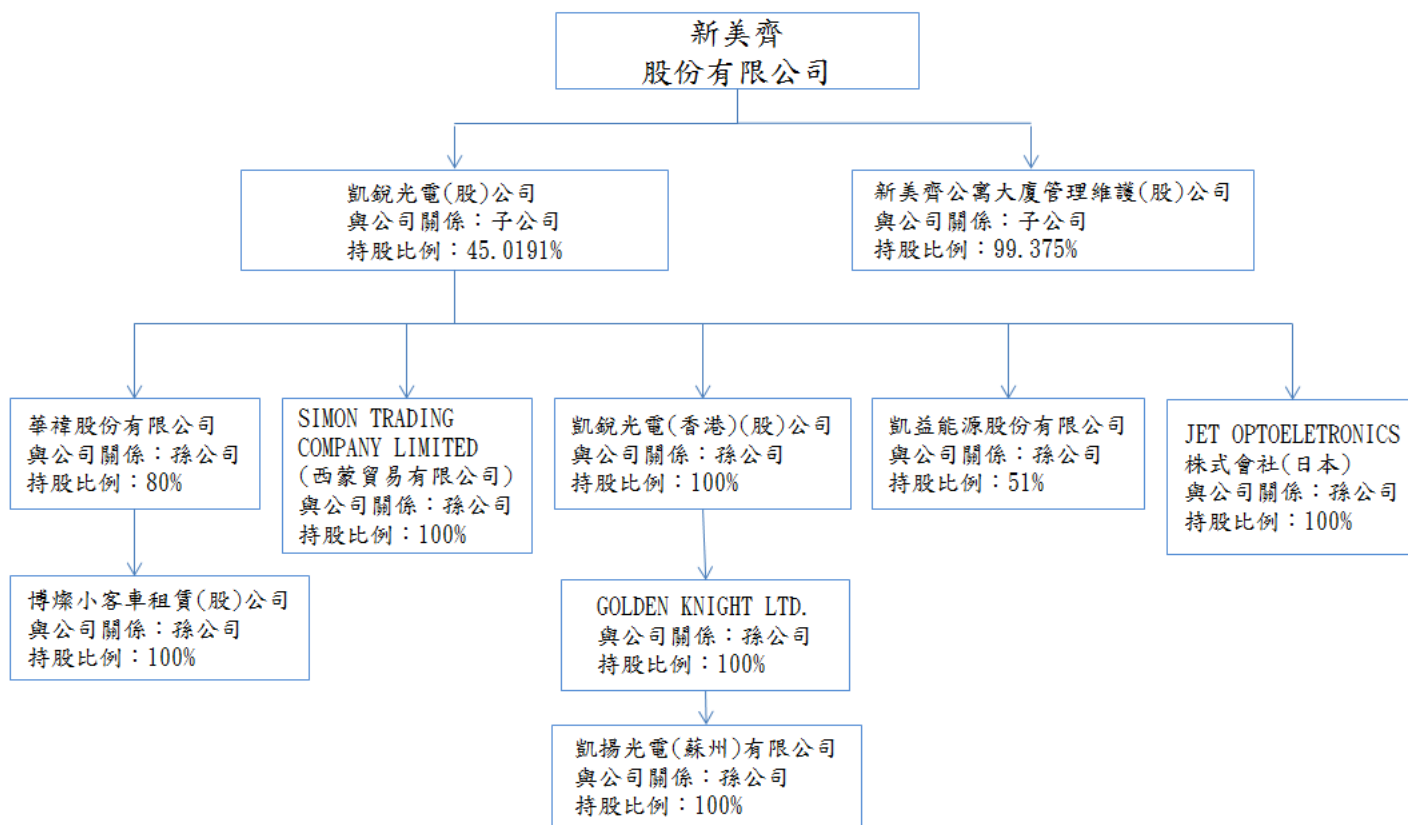 新美齊
股份有限公司
凱銳光電(股)公司
與公司關係：子公司
持股比例：45.0191%
新美齊公寓大廈管理維護(股)公司
與公司關係：子公司
持股比例：99.375%
華禕股份有限公司
與公司關係：孫公司
持股比例：80%
SIMON TRADING
COMPANY LIMITED
(西蒙貿易有限公司)
與公司關係：孫公司
持股比例：100%
凱銳光電(香港)(股)公司
與公司關係：孫公司
持股比例：100%
凱益能源股份有限公司
與公司關係：孫公司
持股比例：51%
JET OPTOELETRONICS
株式會社(日本)
與公司關係：孫公司
持股比例：100%
博燦小客車租賃(股)公司
與公司關係：孫公司
持股比例：100%
GOLDEN KNIGHT LTD.
與公司關係：孫公司
持股比例：100%
凱揚光電(蘇州)有限公司
與公司關係：孫公司
持股比例：100%